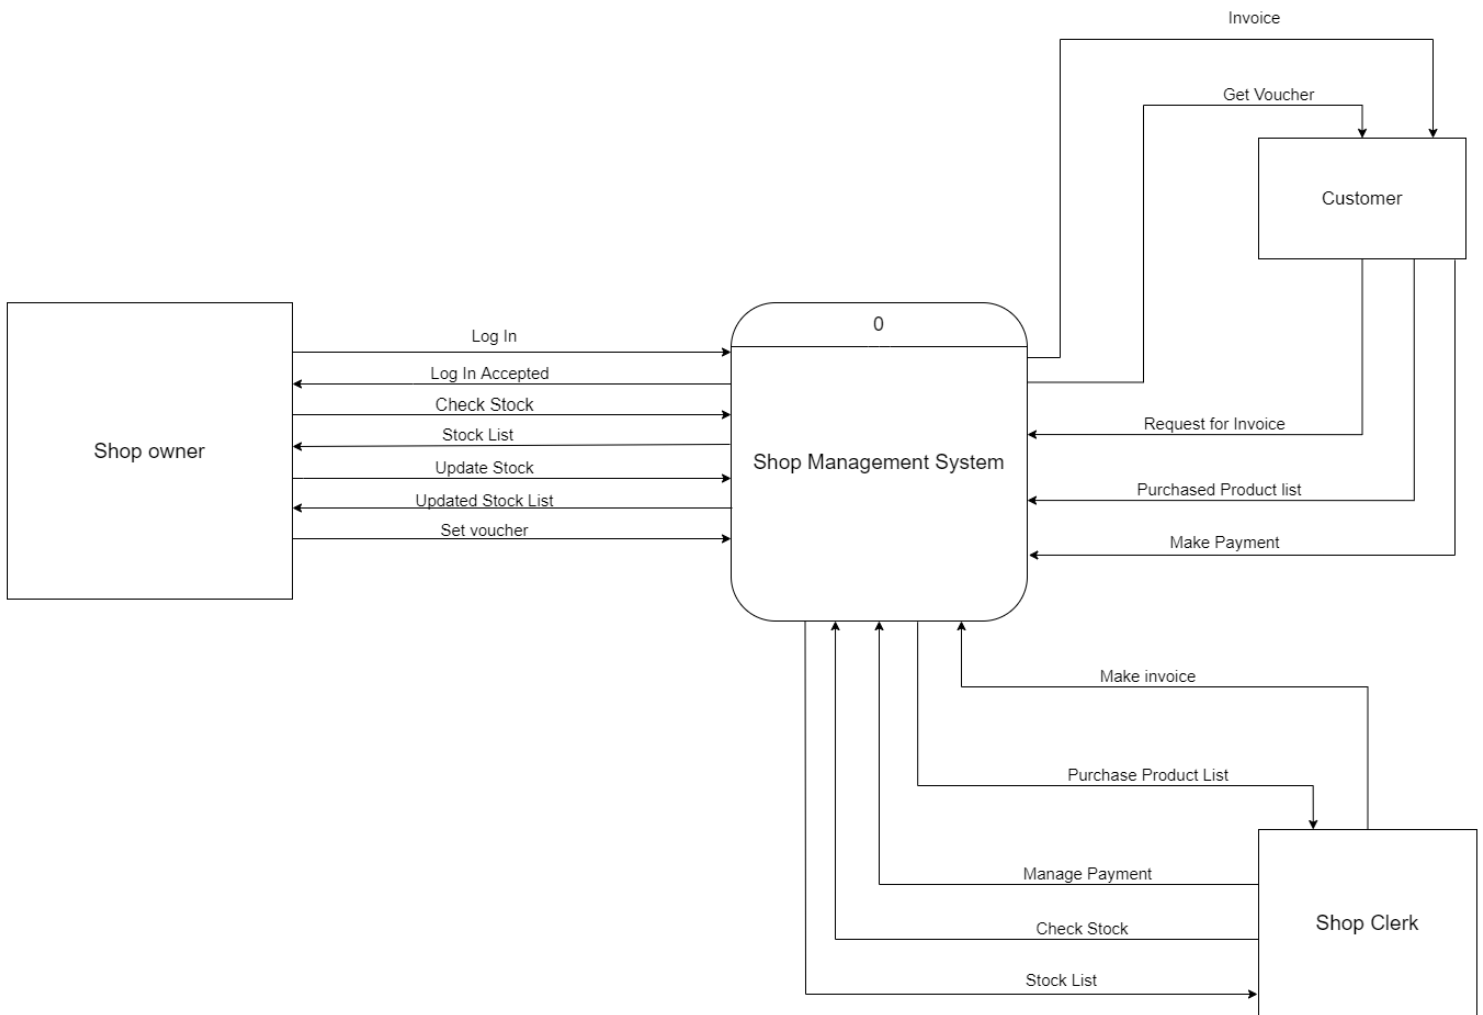 Invoice
Get Voucher
Customer
0
Log In
Log In Accepted
Check Stock
Stock List
Update Stock
Updated Stock List
Set voucher
Shop owner
Shop Management System
Request for Invoice
Purchased Product list
Make Payment
Make invoice
Purchase Product List
Manage Payment
Check Stock
Stock List
Shop Clerk